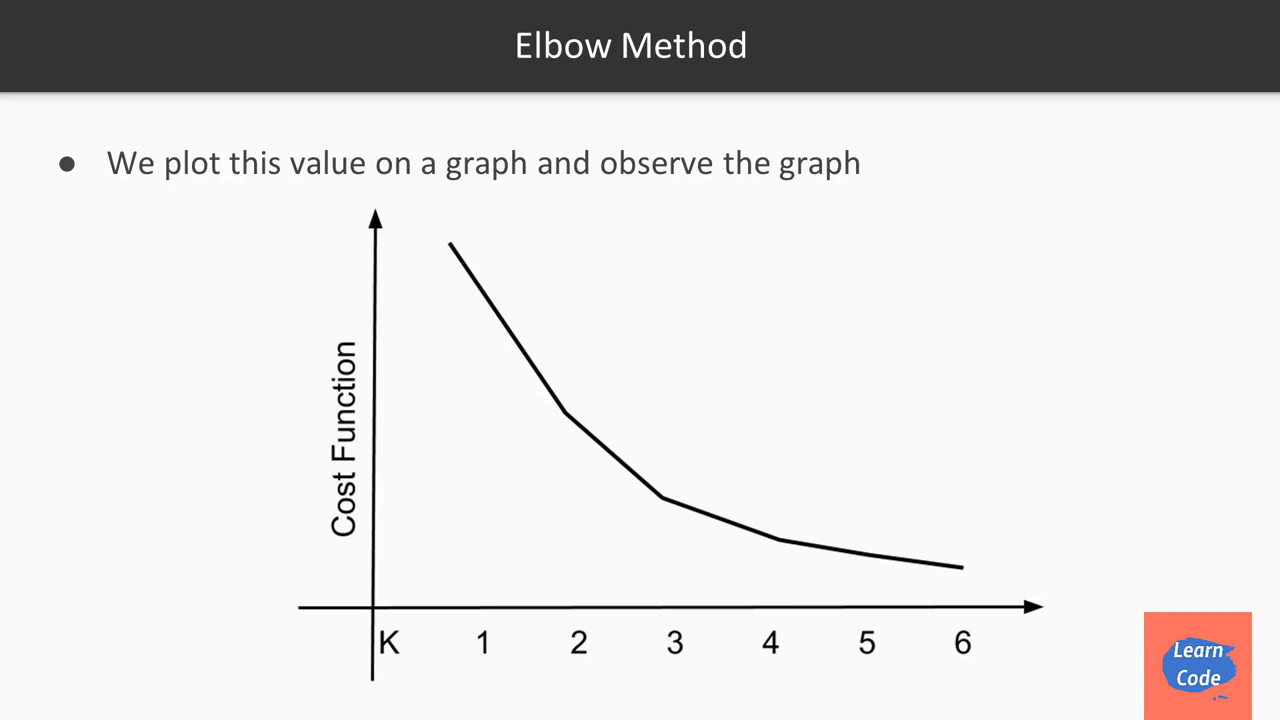 Elbow Method
● We plot this value on a graph and observe the graph
Cost Function
K 1 2 3 4 5 6
Learn
Code